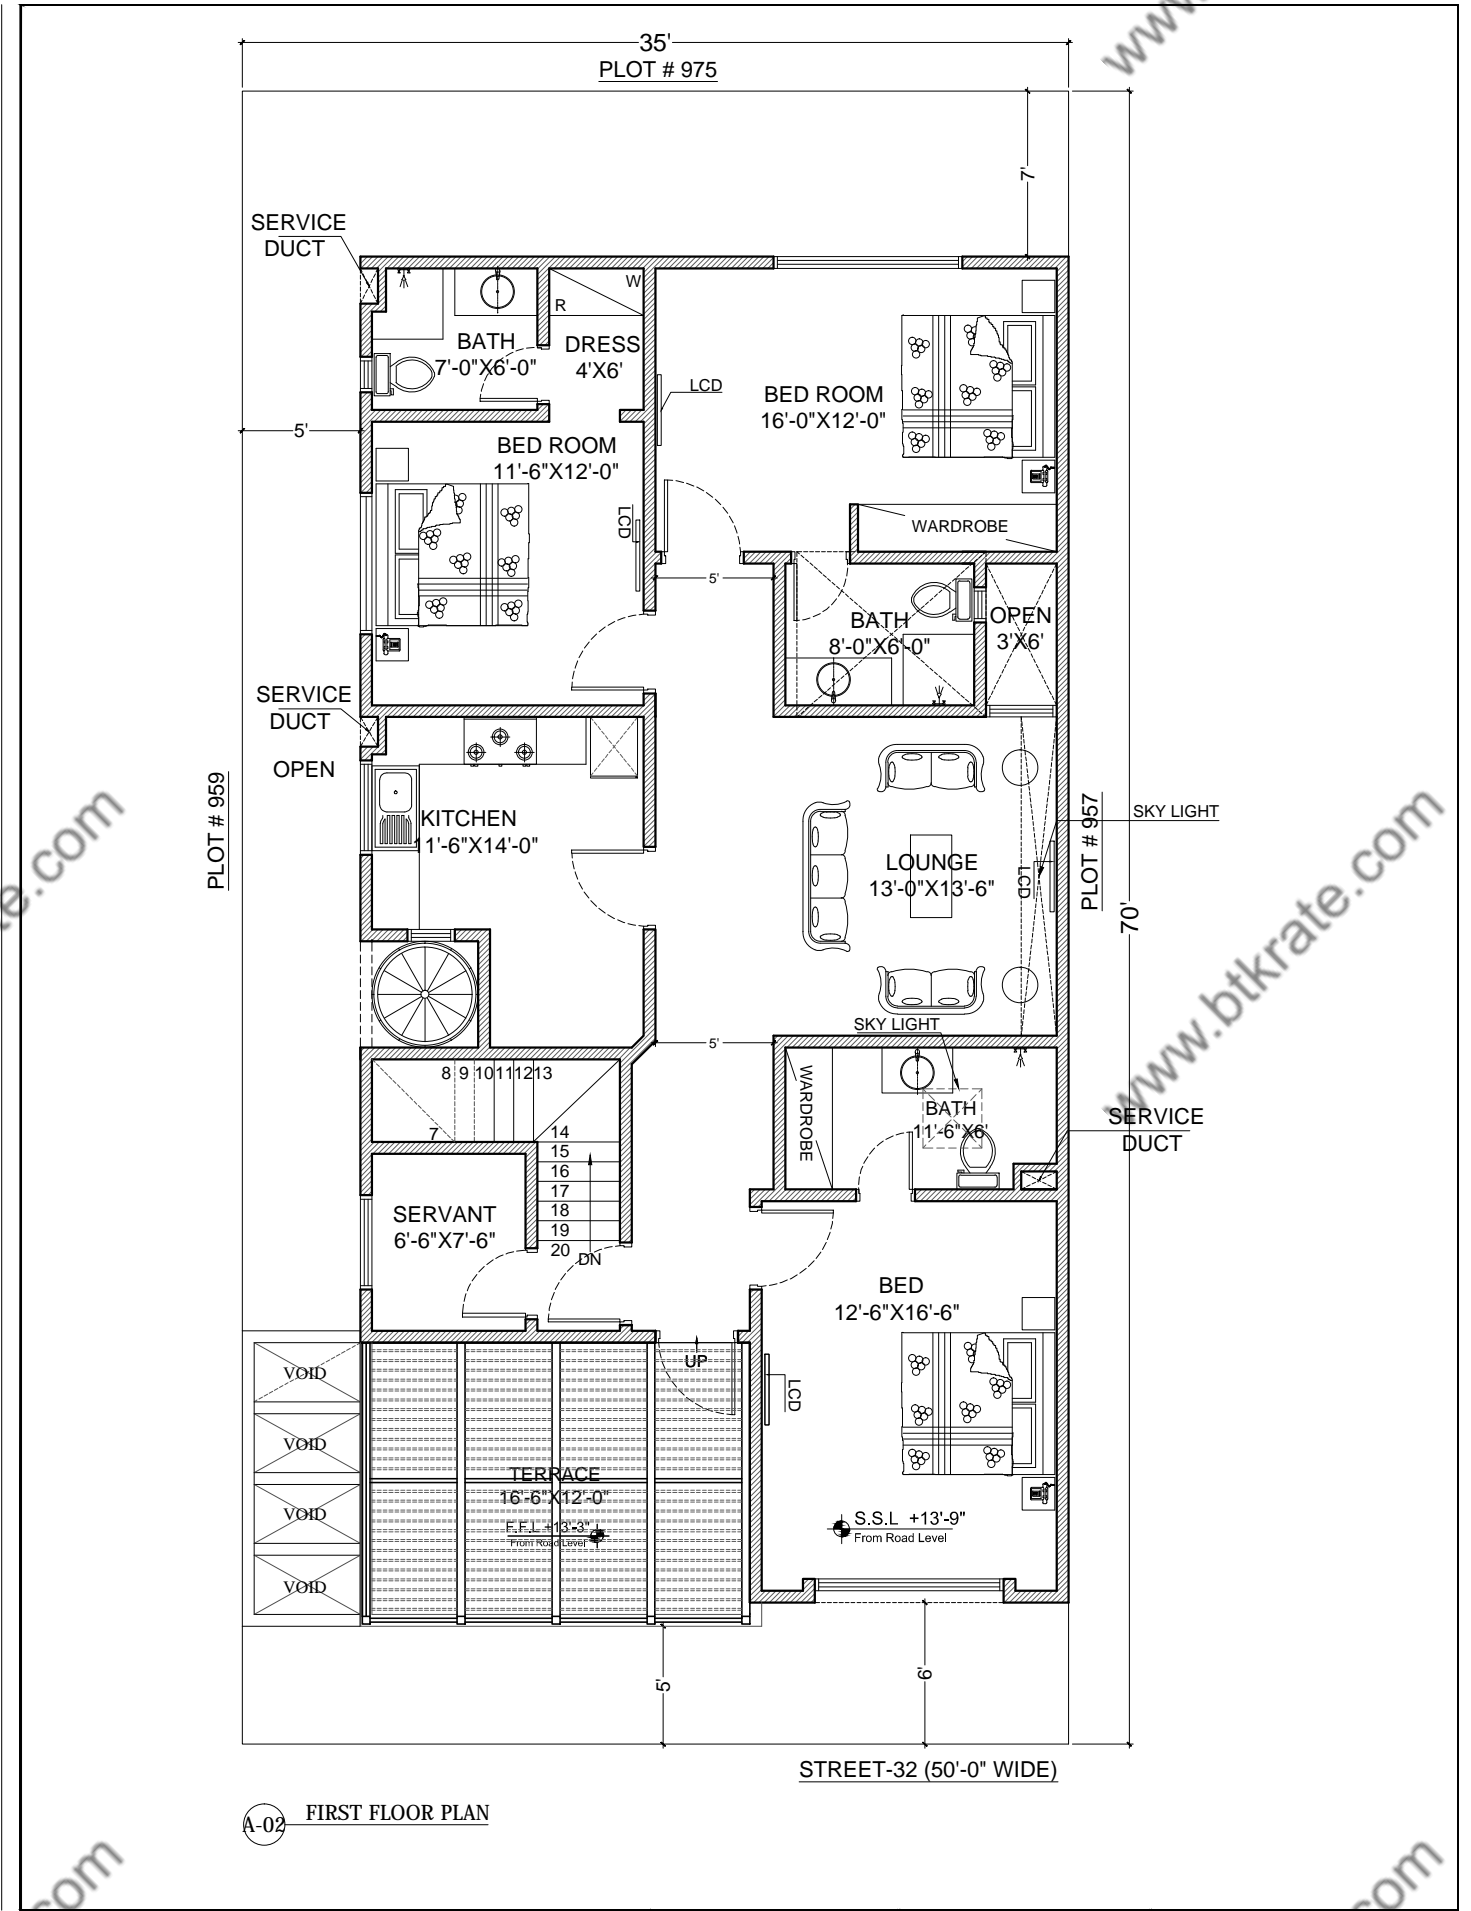 www.
35'
PLOT # 975
7'
SERVICE
DUCT
W
R
BATH
7'-0"X6'-0"
DRESS
4'X6'
LCD
BED ROOM
16'-0"X12'-0"
5'
BED ROOM
11'-6"X12'-0"
LCD
WARDROBE
5'
BATH
8'-0"X6'-0"
OPEN
3'X6'
SERVICE
DUCT
OPEN
PLOT # 959
KITCHEN
11'-6"X14'-0"
LOUNGE
13'-0"X13'-6"
LCD
PLOT # 957
SKY LIGHT
70'
te.com
www.btkrate.com
SKY LIGHT
5'
8 9 10 11 12 13
7
14
15
16
17
18
19
20
DN
WARDROBE
BATH
11'-6"X6'
SERVICE
DUCT
SERVANT
6'-6"X7'-6"
BED
12'-6"X16'-6"
UP
LCD
VOID
VOID
VOID
VOID
TERRACE
16'-6"X12'-0"
F.F.L +13'-3"
From Road Level
S.S.L +13'-9"
From Road Level
5'
6'
STREET-32 (50'-0" WIDE)
A-02
FIRST FLOOR PLAN
com
com